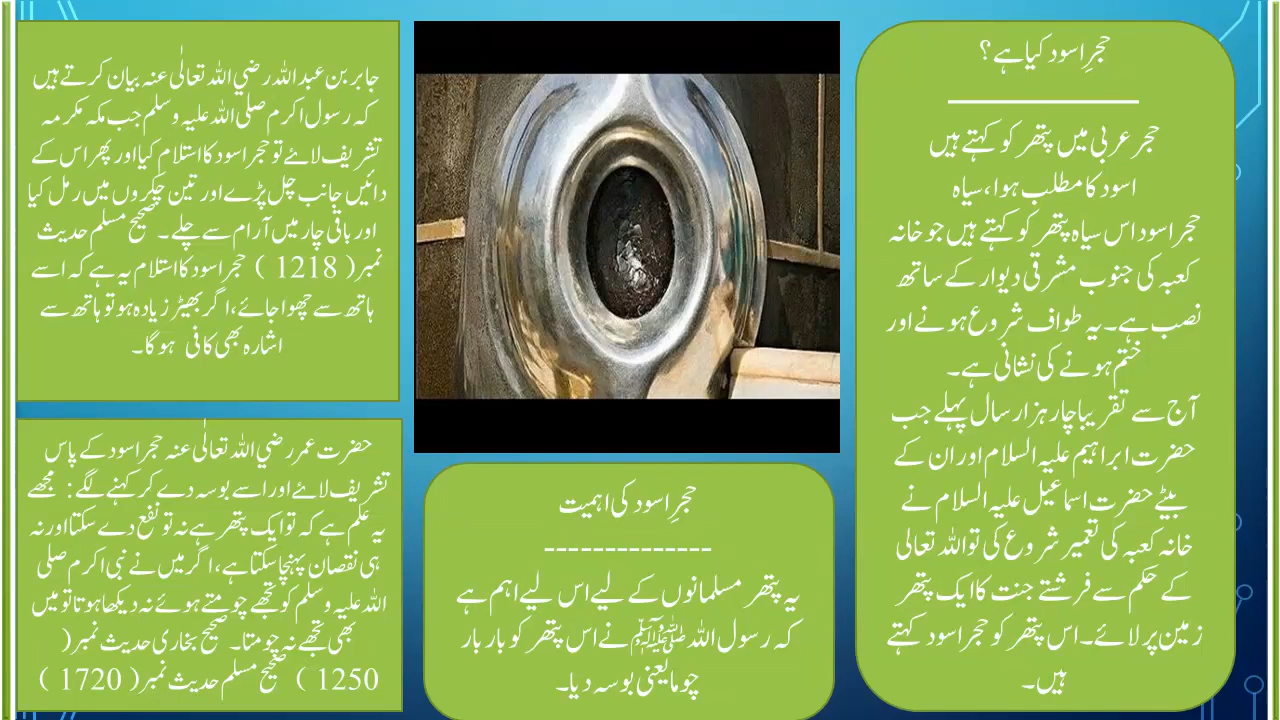 حجرِ اسود کیا ہے ؟
حجر عربی میں پتھر کو کہتے ہیں
اسود کا مطلب ہوا، سیاہ
حجر اسود اس سیاہ پتھر کو کہتے ہیں جو خانہ
کعبہ کی جنوب مشرقی دیوار کے ساتھ
نصب ہے۔ یہ طواف شروع ہونے اور
ختم ہونے کی نشانی ہے۔
آج سے تقریبا چار ہزار سال پہلے جب
حضرت ابراہیم علیہ السلام اور ان کے
بیٹے حضرت اسماعیل علیہ السلام نے
خانہ کعبہ کی تعمیر شروع کی تو اللہ تعالی
کے حکم سے فرشتے جنت کا ایک پتھر
زمین پر لائے۔ اس پتھر کو حجر اسود کہتے
ہیں۔
حجرِ اسود کی اہمیت
--------------
یہ پتھر مسلمانوں کے لیے اس لیے اہم ہے
کہ رسول اللہ ﷺ نے اس پتھر کو بار بار
چوما یعنی بوسہ دیا۔
جابر بن عبداللہ رضي اللہ تعالٰی عنہ بیان کرتے ہیں
کہ رسول اکرم صلی اللہ علیہ وسلم جب مکہ مکرمہ
تشریف لائے تو حجر اسود کا استلام کیا اور پھر اس کے
دائیں جانب چل پڑے اور تین چکروں میں رمل کیا
اور باقی چار میں آرام سے چلے ۔ صحیح مسلم حدیث
نمبر ( 1218 ) حجر اسود کا استلام یہ ہے کہ اسے
ہاتھ سے چھوا جائے، اگر بھیڑ زیادہ ہو تو ہاتھ سے
اشارہ بھی کافی ہو گا۔
حضرت عمر رضي اللہ تعالٰی عنہ حجر اسود کے پاس
تشریف لائے اور اسے بوسہ دے کر کہنے لگے : مجھے
یہ علم ہے کہ تو ایک پتھر ہے نہ تو نفع دے سکتا اور نہ
ہی نقصان پہنچا سکتا ہے، اگر میں نے نبی اکرم صلی
اللہ علیہ وسلم کو تجھے چومتے ہوئے نہ دیکھا ہوتا تو میں
بھی تجھے نہ چومتا۔ صحیح بخاری حدیث نمبر (
1250 ) صحیح مسلم حدیث نمبر ( 1720 )